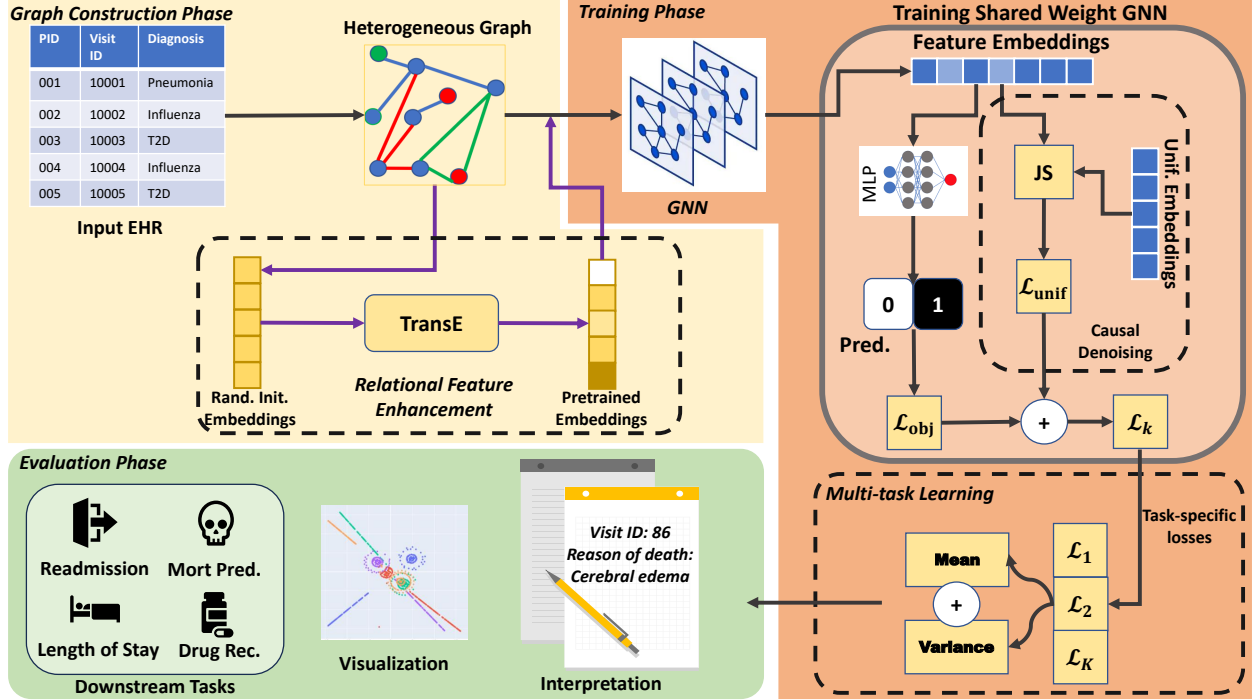 Graph Construction Phase
PID Visit ID Diagnosis
001 10001 Pneumonia
002 10002 Influenza
003 10003 T2D
004 10004 Influenza
005 10005 T2D
Input EHR
Heterogeneous Graph
Rand. Init.
Embeddings
TransE
Relational Feature
Enhancement
Pretrained
Embeddings
Training Phase
GNN
Training Shared Weight GNN
Feature Embeddings
MLP
JS
Unif. Embeddings
0 1
Pred.
ℒunif
Causal
Denoising
ℒobj
+
ℒk
Multi-task Learning
Task-specific
losses
Mean
+
Variance
ℒ1
ℒ2
ℒK
Evaluation Phase
Readmission
Mort Pred.
Length of Stay
Drug Rec.
Downstream Tasks
Visualization
Visit ID: 86
Reason of death:
Cerebral edema
Interpretation